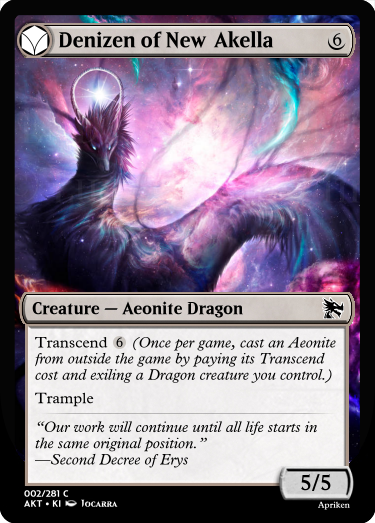 Denizen of New Akella 6
Creature — Aeonite Dragon
Transcend 6 (Once per game, cast an Aeonite
from outside the game by paying its Transcend
cost and exiling a Dragon creature you control.)
Trample
“Our work will continue until all life starts in
the same original position.”
—Second Decree of Erys
5/5
002/281 C
AKT • KI JOCARRA
Apriken